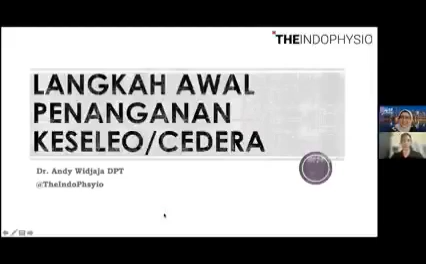 THEINDOPHYSIO
LANGKAH AWAL
PENANGANAN
KESELEO/CEDERA
Dr. Andy Widjaja DPT
@TheIndoPhsyio